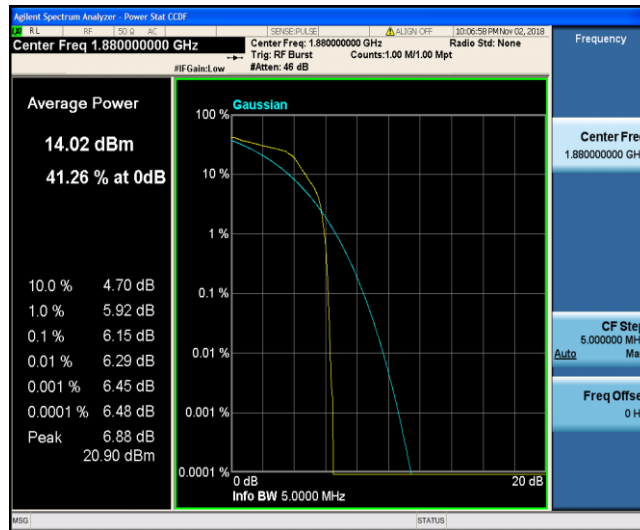 Agilent Spectrum Analyzer - Power Stat CCDF
RL RF 50 Ω AC SENSE:PULSE ALIGN OFF 10:06:58 PM Nov 02, 2018
Center Freq 1.880000000 GHz
Center Freq: 1.880000000 GHz Radio Std: None
Trig: RF Burst Counts:1.00 M/1.00 Mpt
#IFGain:Low #Atten: 46 dB
Frequency
Average Power
14.02 dBm
41.26 % at 0dB
10.0 % 4.70 dB
1.0 % 5.92 dB
0.1 % 6.15 dB
0.01 % 6.29 dB
0.001 % 6.45 dB
0.0001 % 6.48 dB
Peak 6.88 dB
20.90 dBm
Gaussian
100 %
10 %
1 %
0.1 %
0.01 %
0.001 %
0.0001 %
0 dB 20 dB
Info BW 5.0000 MHz
Center Fre
1.880000000 GH
CF Step
5.000000 MH
Auto Ma
Freq Offse
0 H
MSG STATUS